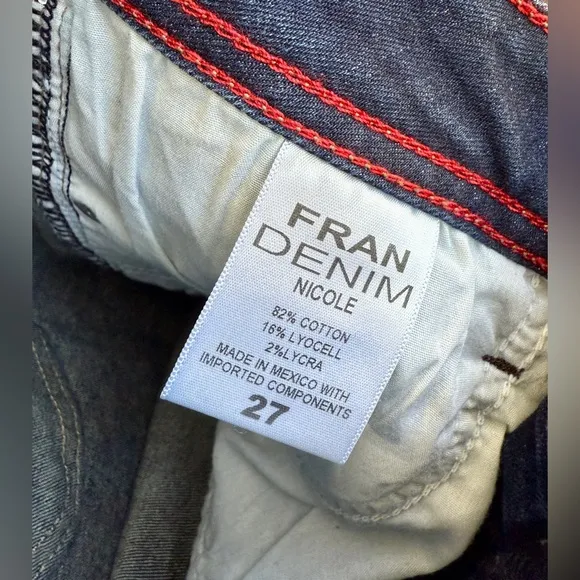 FRAN
DENIM
NICOLE
82% COTTON
16% LYOCELL
2%LYCRA
MADE IN MEXICO WITH
IMPORTED COMPONENTS
27